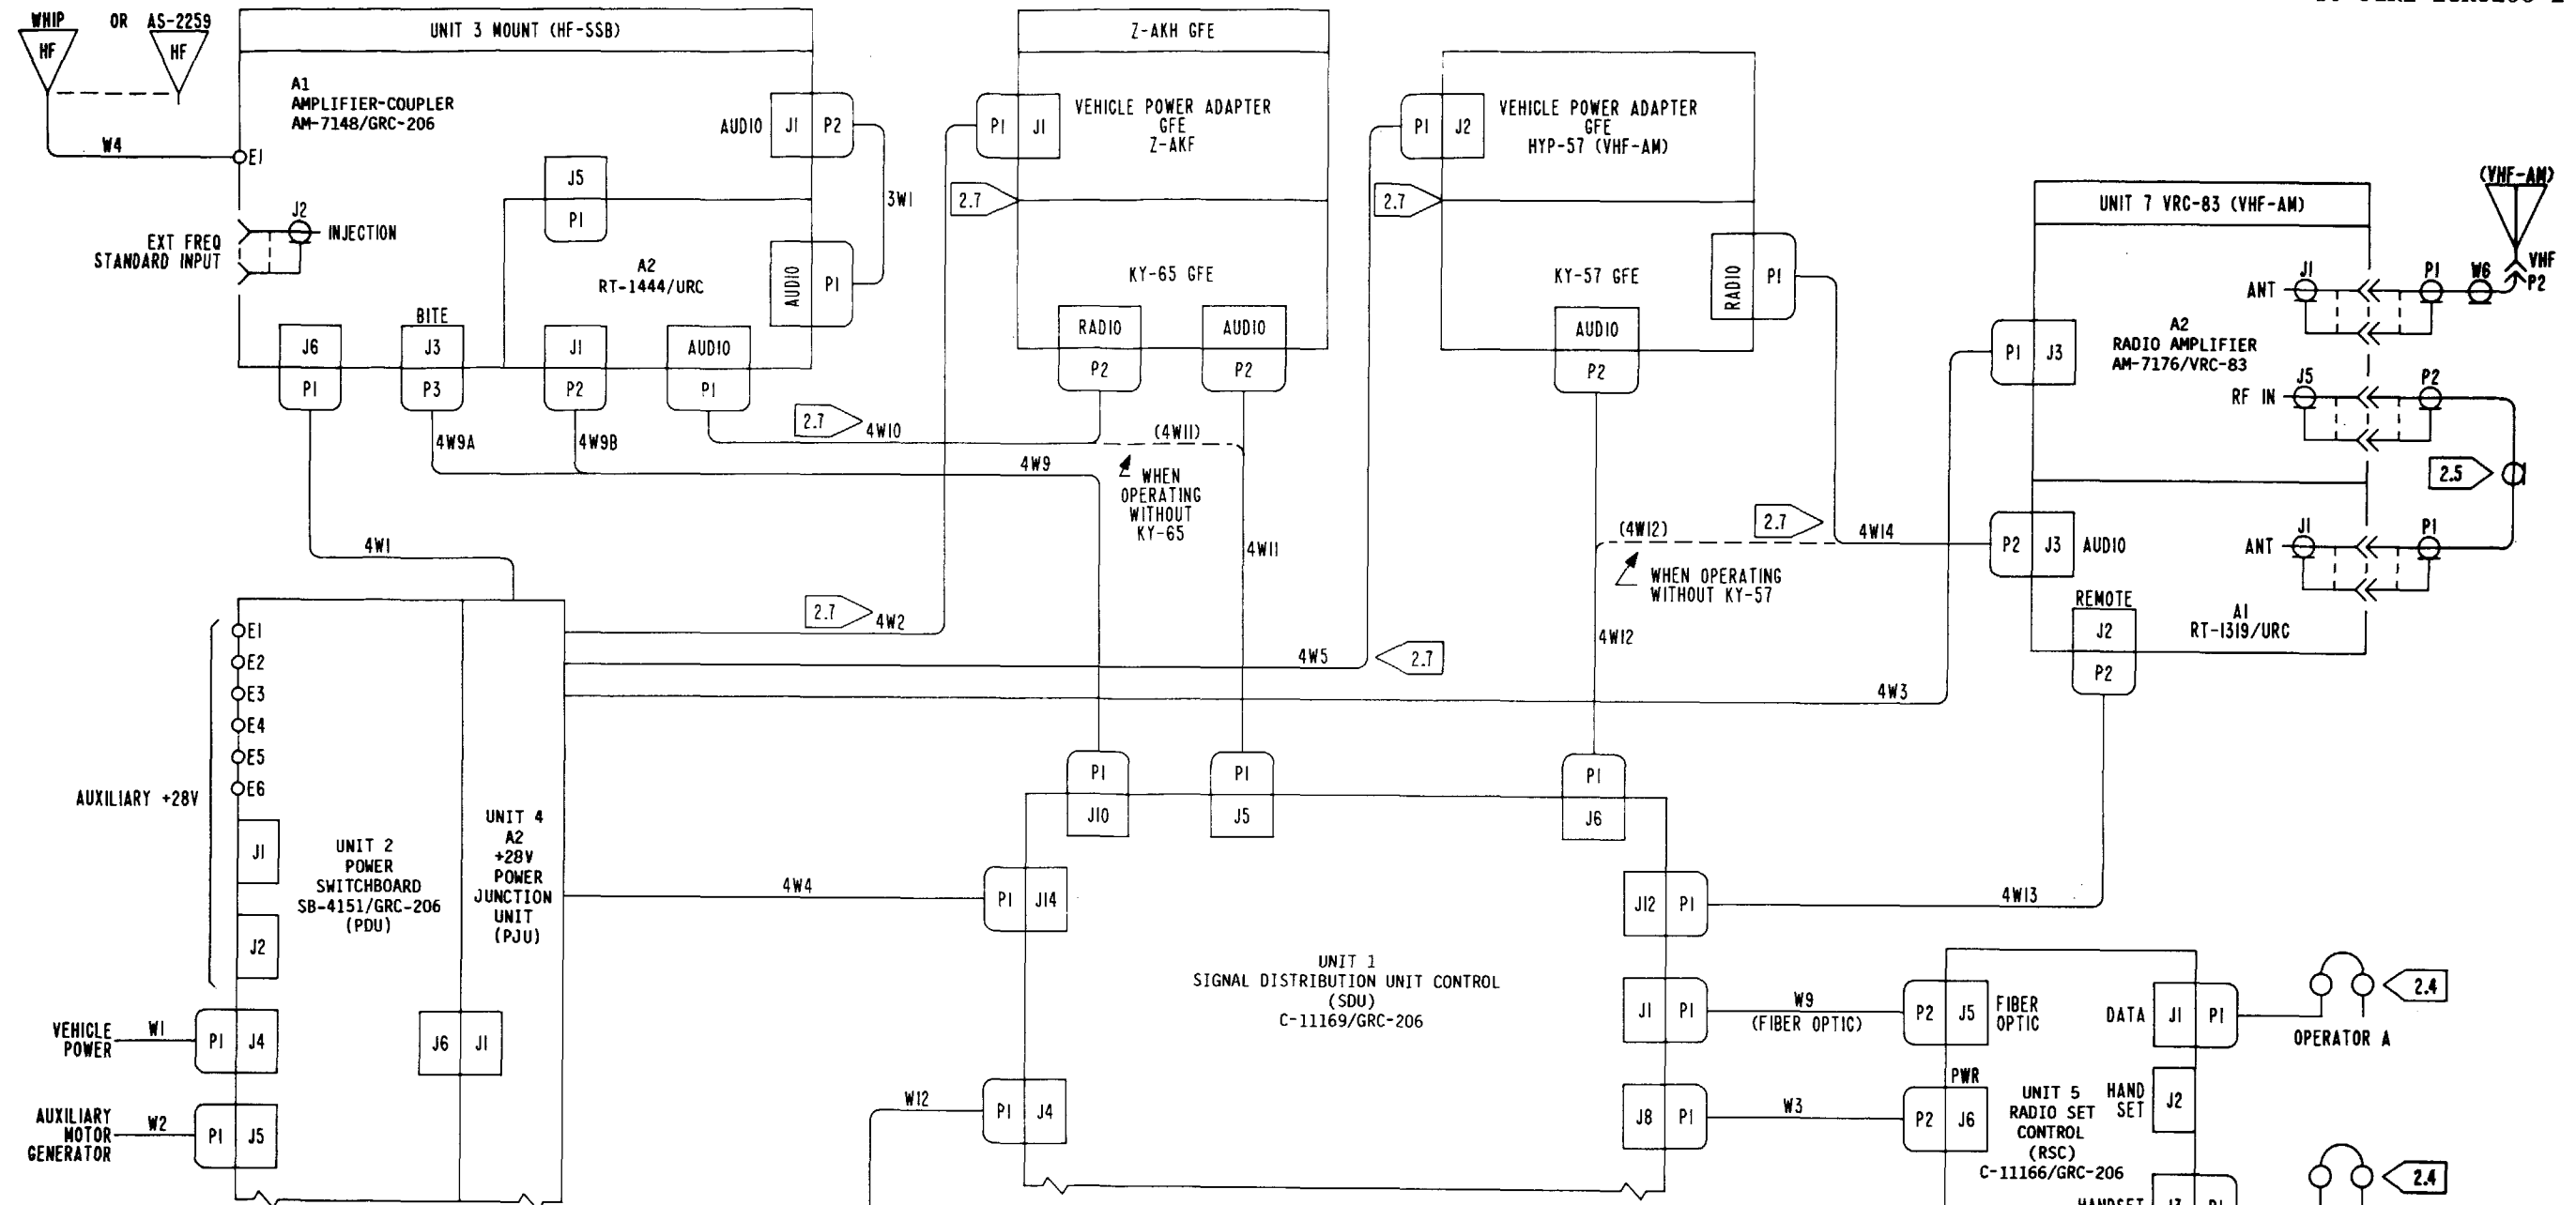 WHIP OR AS-2259
HF HF
W4
E1
UNIT 3 MOUNT (HF-SSB)
A1
AMPLIFIER-COUPLER
AM-7148/GRC-206
AUDIO J1 P2
3W1
J5
P1
J2
INJECTION
EXT FREQ
STANDARD INPUT
A2
RT-1444/URC
AUDIO P1
BITE
J6 J3 J1 AUDIO
P1 P3 P2 P1
4W9A 4W9B
2.7 4W10
(4W11)
4W9
WHEN
OPERATING
WITHOUT
KY-65
4W1
Z-AKH GFE
P1 J1
VEHICLE POWER ADAPTER
GFE
Z-AKF
2.7
KY-65 GFE
RADIO AUDIO
P2 P2
4W11
P1 J2
VEHICLE POWER ADAPTER
GFE
HYP-57 (VHF-AM)
2.7
KY-57 GFE
RADIO P1
AUDIO
P2
(4W12)
2.7
4W14
WHEN OPERATING
WITHOUT KY-57
4W12
(VHF-AM)
UNIT 7 VRC-83 (VHF-AM)
VHF
P2
ANT J1 P1 W6
P1 J3
A2
RADIO AMPLIFIER
AM-7176/VRC-83
RF IN J5 P2
2.5
P2 J3 AUDIO
ANT J1 P1
REMOTE
J2
P2
A1
RT-1319/URC
2.7 4W2
4W5 2.7
4W3
E1
E2
E3
E4
E5
E6
AUXILIARY +28V
J1
J2
UNIT 2
POWER
SWITCHBOARD
SB-4151/GRC-206
(PDU)
UNIT 4
A2
+28V
POWER
JUNCTION
UNIT
(PJU)
J6 J1
VEHICLE
POWER
W1 P1 J4
AUXILIARY
MOTOR
GENERATOR
W2 P1 J5
P1 P1 P1
J10 J5 J6
4W4 P1 J14
J12 P1 4W13
UNIT 1
SIGNAL DISTRIBUTION UNIT CONTROL
(SDU)
C-11169/GRC-206
J1 P1 W9
(FIBER OPTIC)
P2 J5 FIBER
OPTIC
W12 P1 J4
J8 P1 W3
PWR
P2 J6
UNIT 5
RADIO SET
CONTROL
(RSC)
C-11166/GRC-206
DATA J1 P1
2.4
OPERATOR A
HAND
SET J2
2.4
HANDSET J3 P1